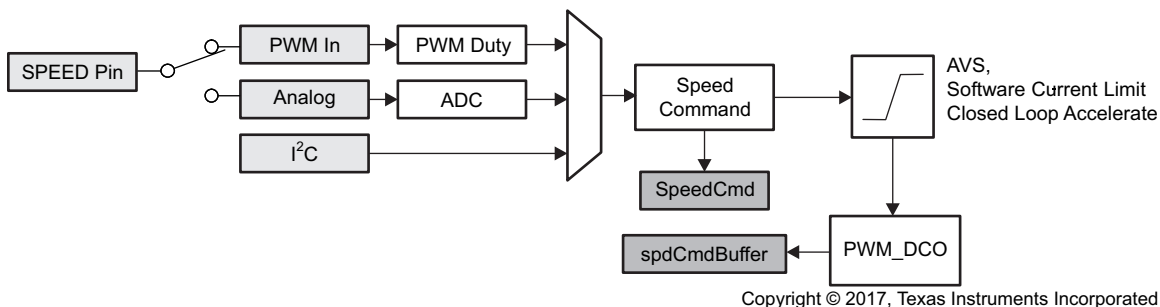 SPEED Pin
PWM In
PWM Duty
Analog
ADC
I²C
Speed
Command
AVS,
Software Current Limit
Closed Loop Accelerate
SpeedCmd
spdCmdBuffer
PWM_DCO
Copyright © 2017, Texas Instruments Incorporated